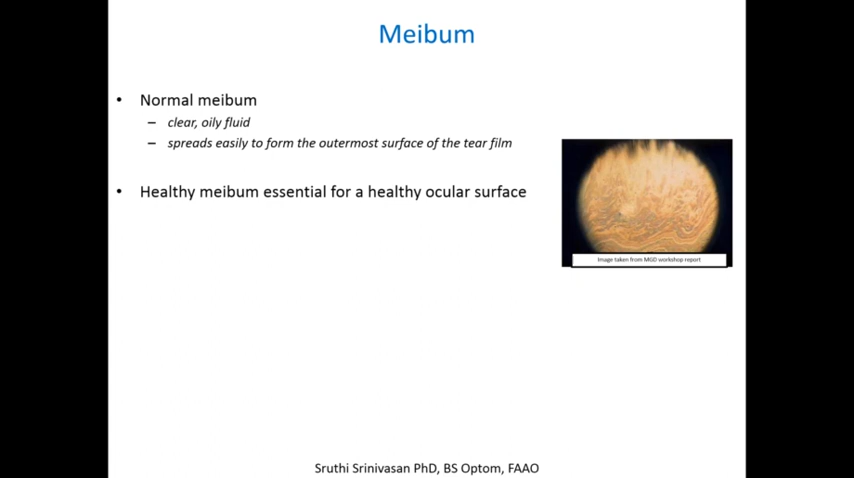 Meibum
• Normal meibum
– clear, oily fluid
– spreads easily to form the outermost surface of the tear film
• Healthy meibum essential for a healthy ocular surface
Image taken from MGD workshop report
Sruthi Srinivasan PhD, BS Optom, FAAO